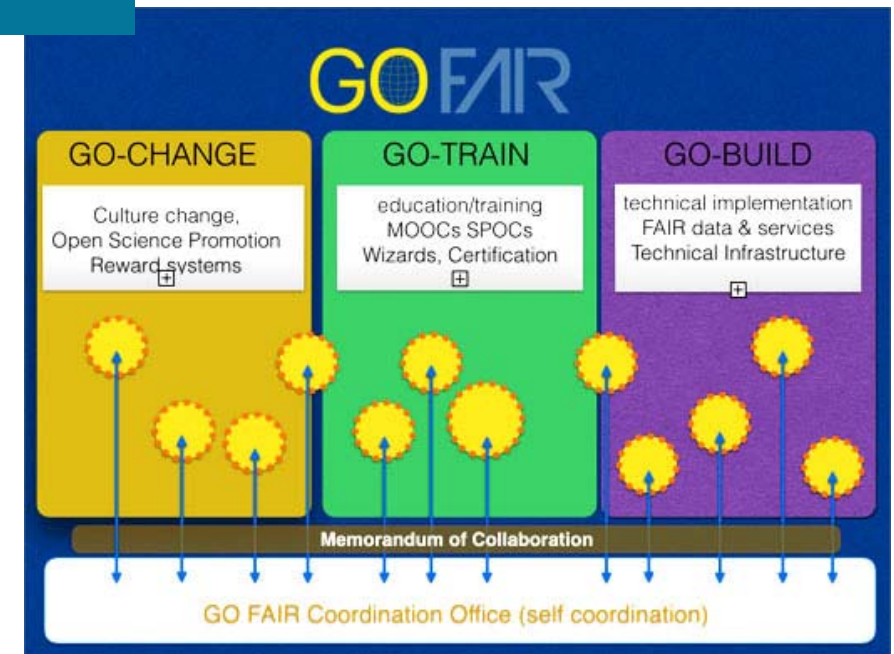 GO FAIR
GO-CHANGE
Culture change,
Open Science Promotion
Reward systems
GO-TRAIN
education/training
MOOCs SPOCs
Wizards, Certification
GO-BUILD
technical implementation
FAIR data & services
Technical Infrastructure
Memorandum of Collaboration
GO FAIR Coordination Office (self coordination)